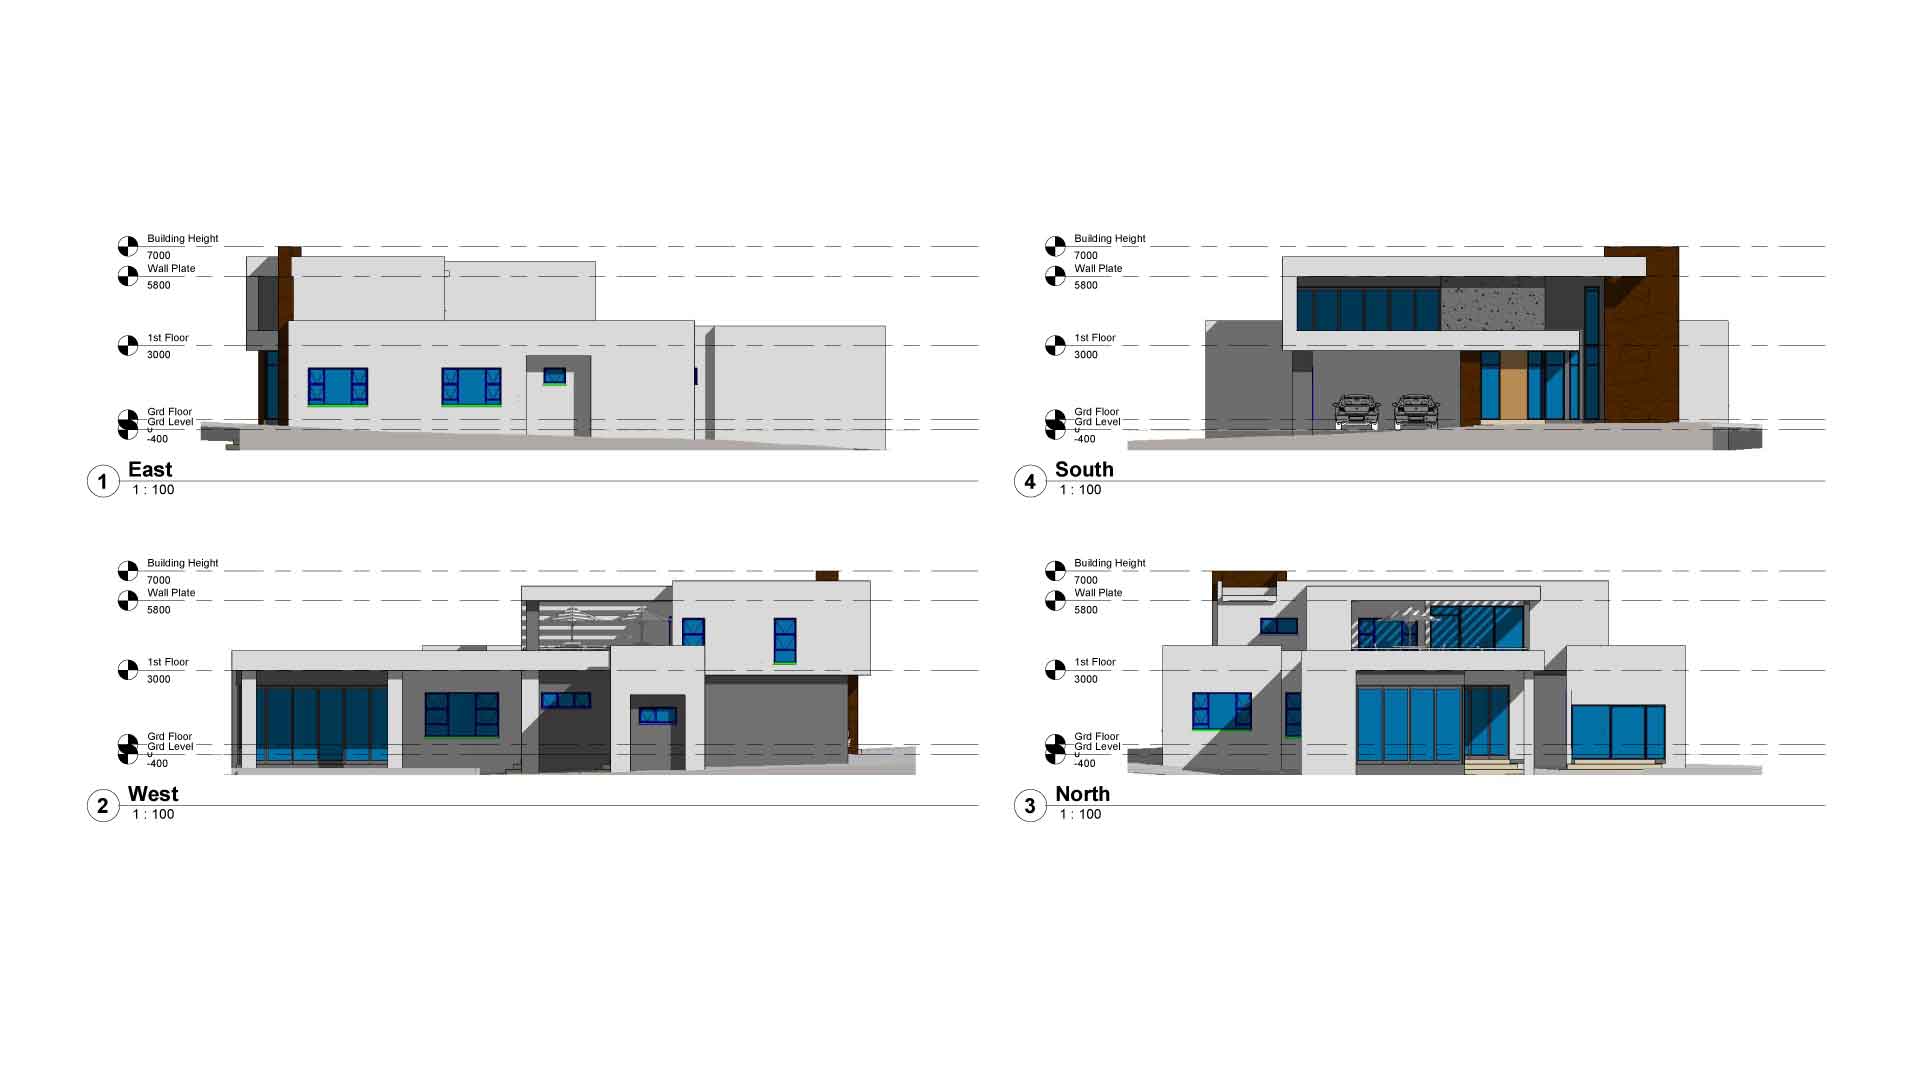 Building Height
7000
Wall Plate
5800
1st Floor
3000
Grd Floor
Grd Level
0
-400
1
East
1 : 100
Building Height
7000
Wall Plate
5800
1st Floor
3000
Grd Floor
Grd Level
0
-400
4
South
1 : 100
Building Height
7000
Wall Plate
5800
1st Floor
3000
Grd Floor
Grd Level
0
-400
2
West
1 : 100
Building Height
7000
Wall Plate
5800
1st Floor
3000
Grd Floor
Grd Level
0
-400
3
North
1 : 100